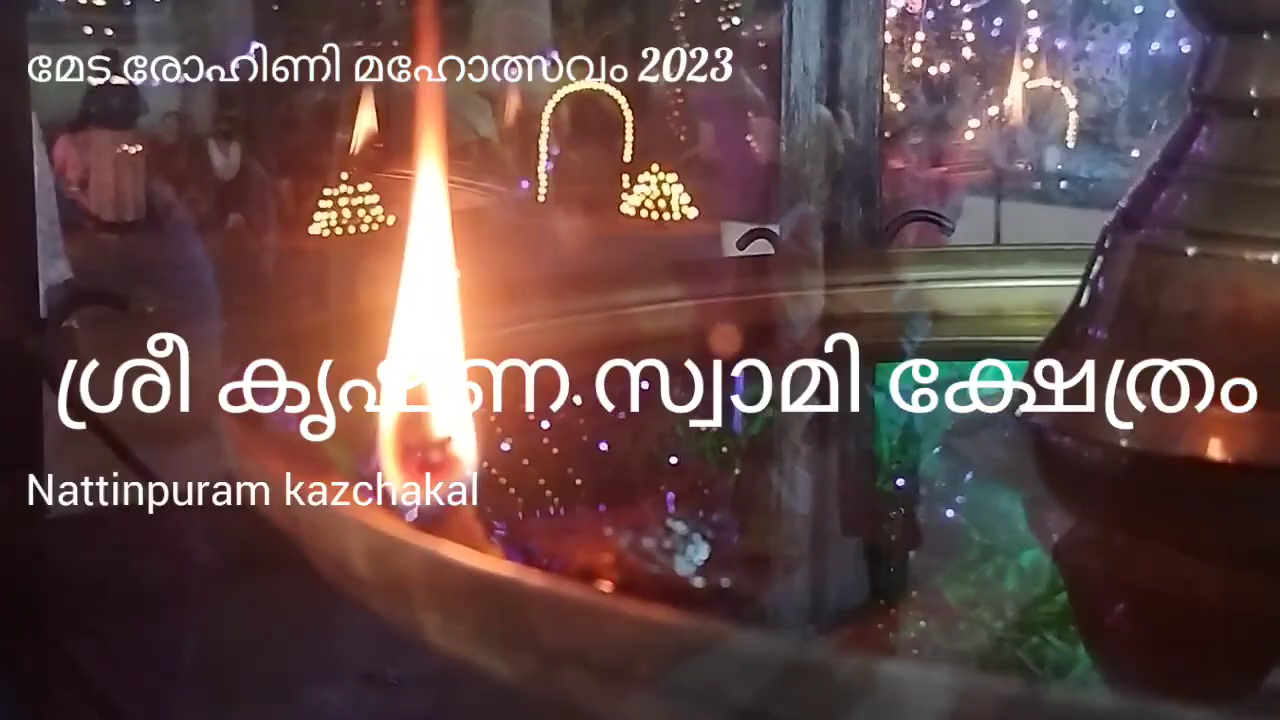 മേട രോഹിണി മഹോത്സവം 2023
ശ്രീ കൃഷ്ണ സ്വാമി ക്ഷേത്രം
Nattinpuram kazchakal